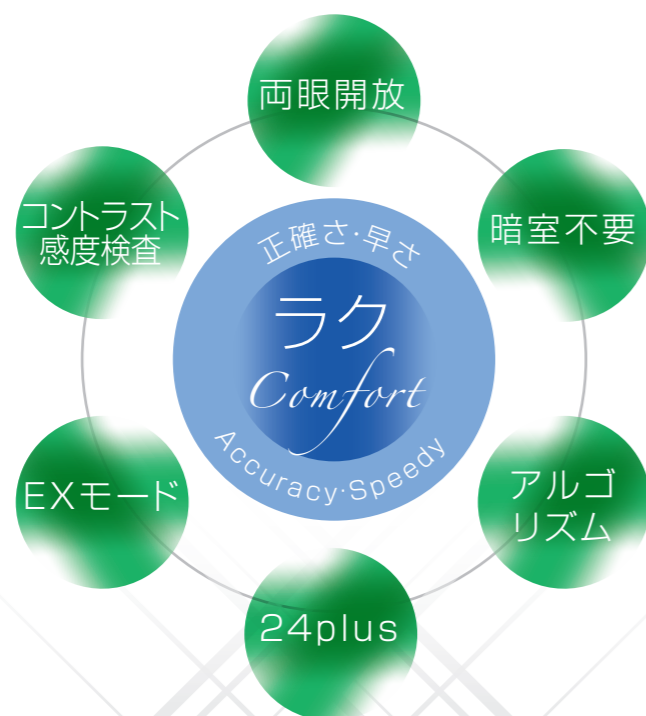 両眼開放
コントラスト
感度検査
暗室不要
正確さ・早さ
ラク
Comfort
Accuracy・Speedy
EXモード
アルゴ
リズム
24plus